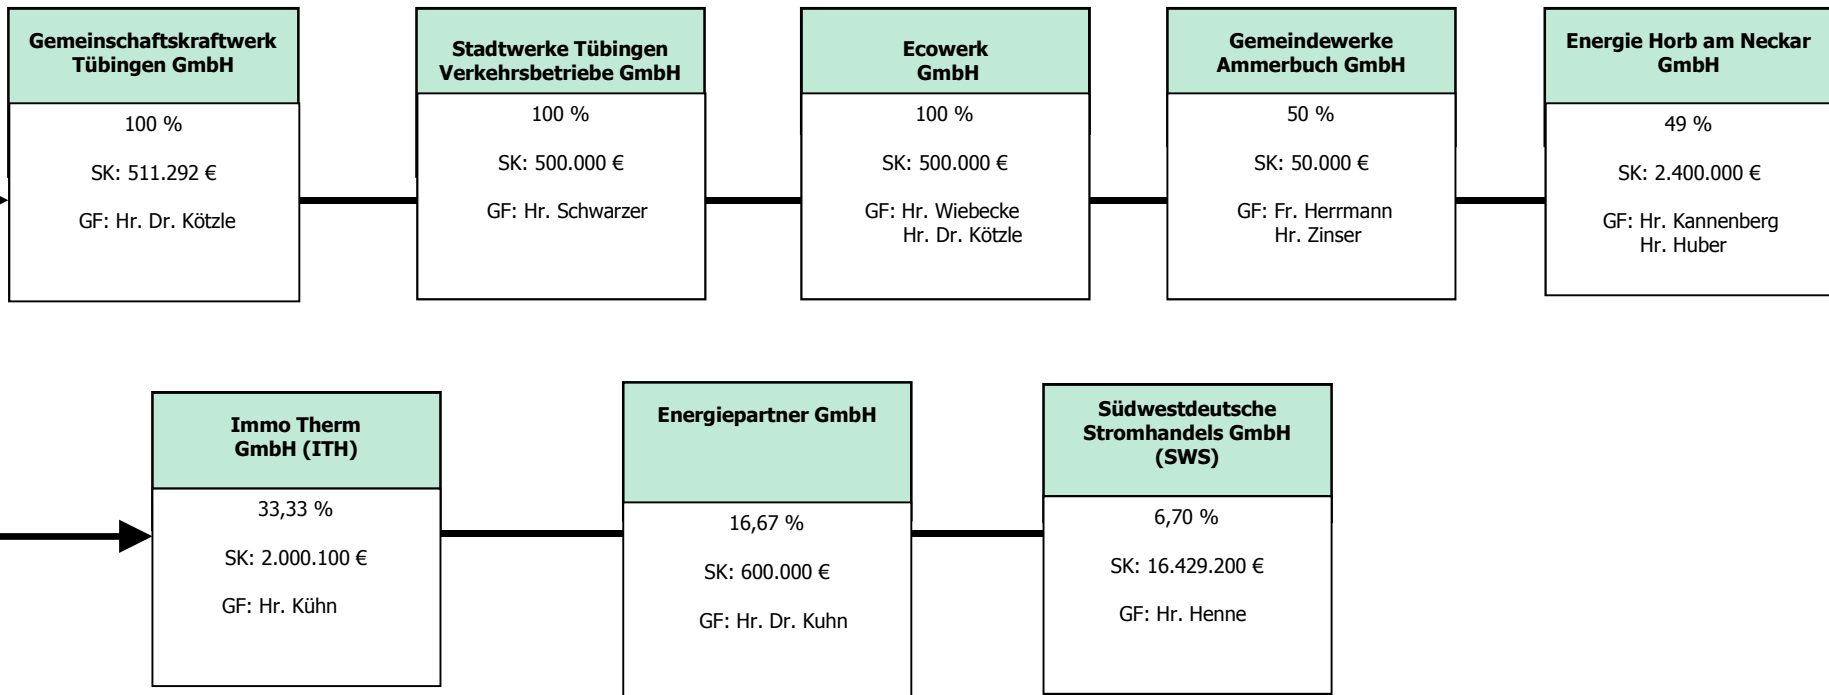 Gemeinschaftskraftwerk
Tübingen GmbH
100 %
SK: 511.292 €
GF: Hr. Dr. Kötzle
Stadtwerke Tübingen
Verkehrsbetriebe GmbH
100 %
SK: 500.000 €
GF: Hr. Schwarzer
Ecowerk
GmbH
100 %
SK: 500.000 €
GF: Hr. Wiebecke
Hr. Dr. Kötzle
Gemeindewerke
Ammerbuch GmbH
50 %
SK: 50.000 €
GF: Fr. Herrmann
Hr. Zinser
Energie Horb am Neckar
GmbH
49 %
SK: 2.400.000 €
GF: Hr. Kannenberg
Hr. Huber
Immo Therm
GmbH (ITH)
33,33 %
SK: 2.000.100 €
GF: Hr. Kühn
Energiepartner GmbH
16,67 %
SK: 600.000 €
GF: Hr. Dr. Kuhn
Südwestdeutsche
Stromhandels GmbH
(SWS)
6,70 %
SK: 16.429.200 €
GF: Hr. Henne